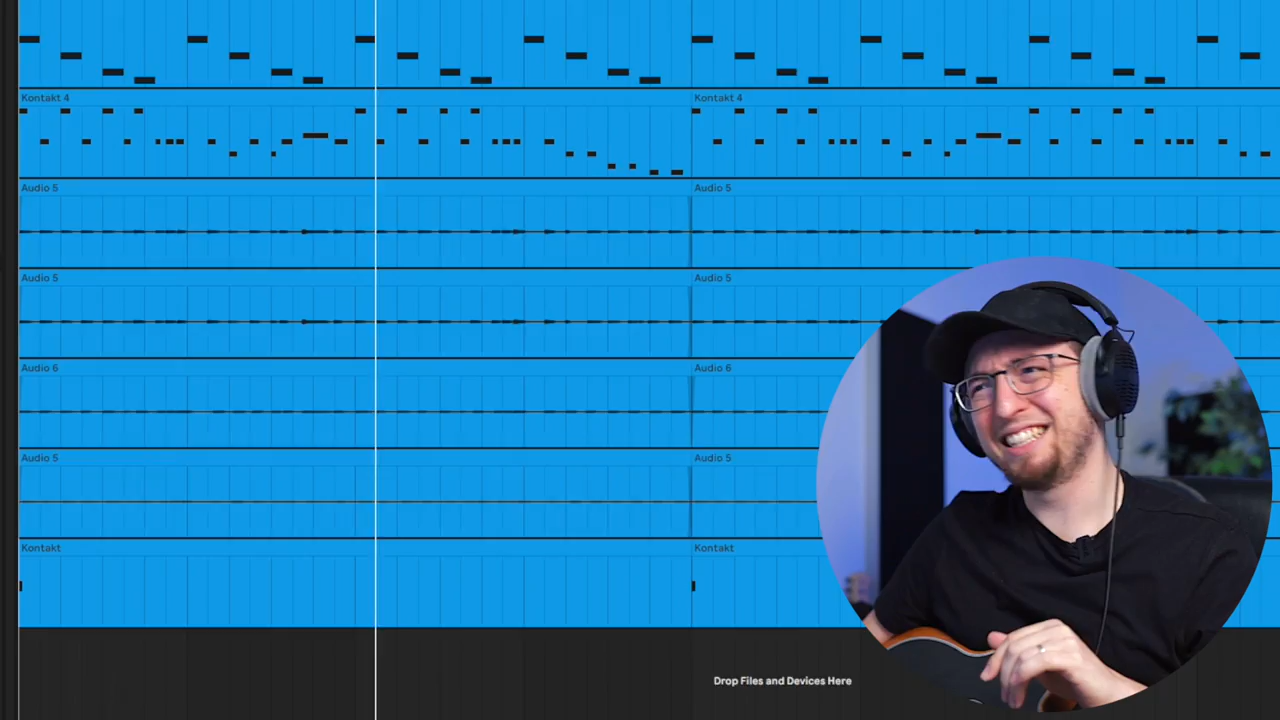 Kontakt 4 Kontakt 4
Audio 5 Audio 5
Audio 5 Audio 5
Audio 6 Audio 6
Audio 5 Audio 5
Kontakt Kontakt
Drop Files and Devices Here